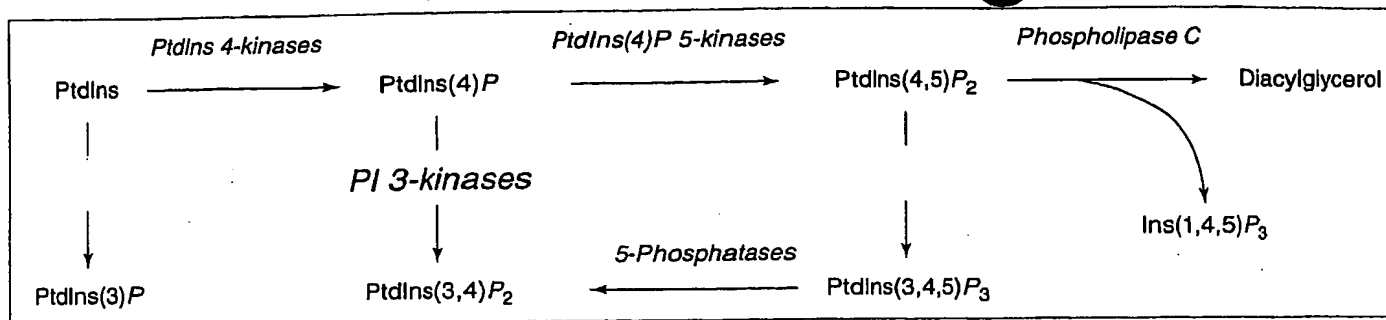 PtdIns 4-kinases PtdIns(4)P 5-kinases Phospholipase C
PtdIns PtdIns(4)P PtdIns(4,5)P2 Diacylglycerol
PI 3-kinases
Ins(1,4,5)P3
5-Phosphatases
PtdIns(3)P PtdIns(3,4)P2 PtdIns(3,4,5)P3